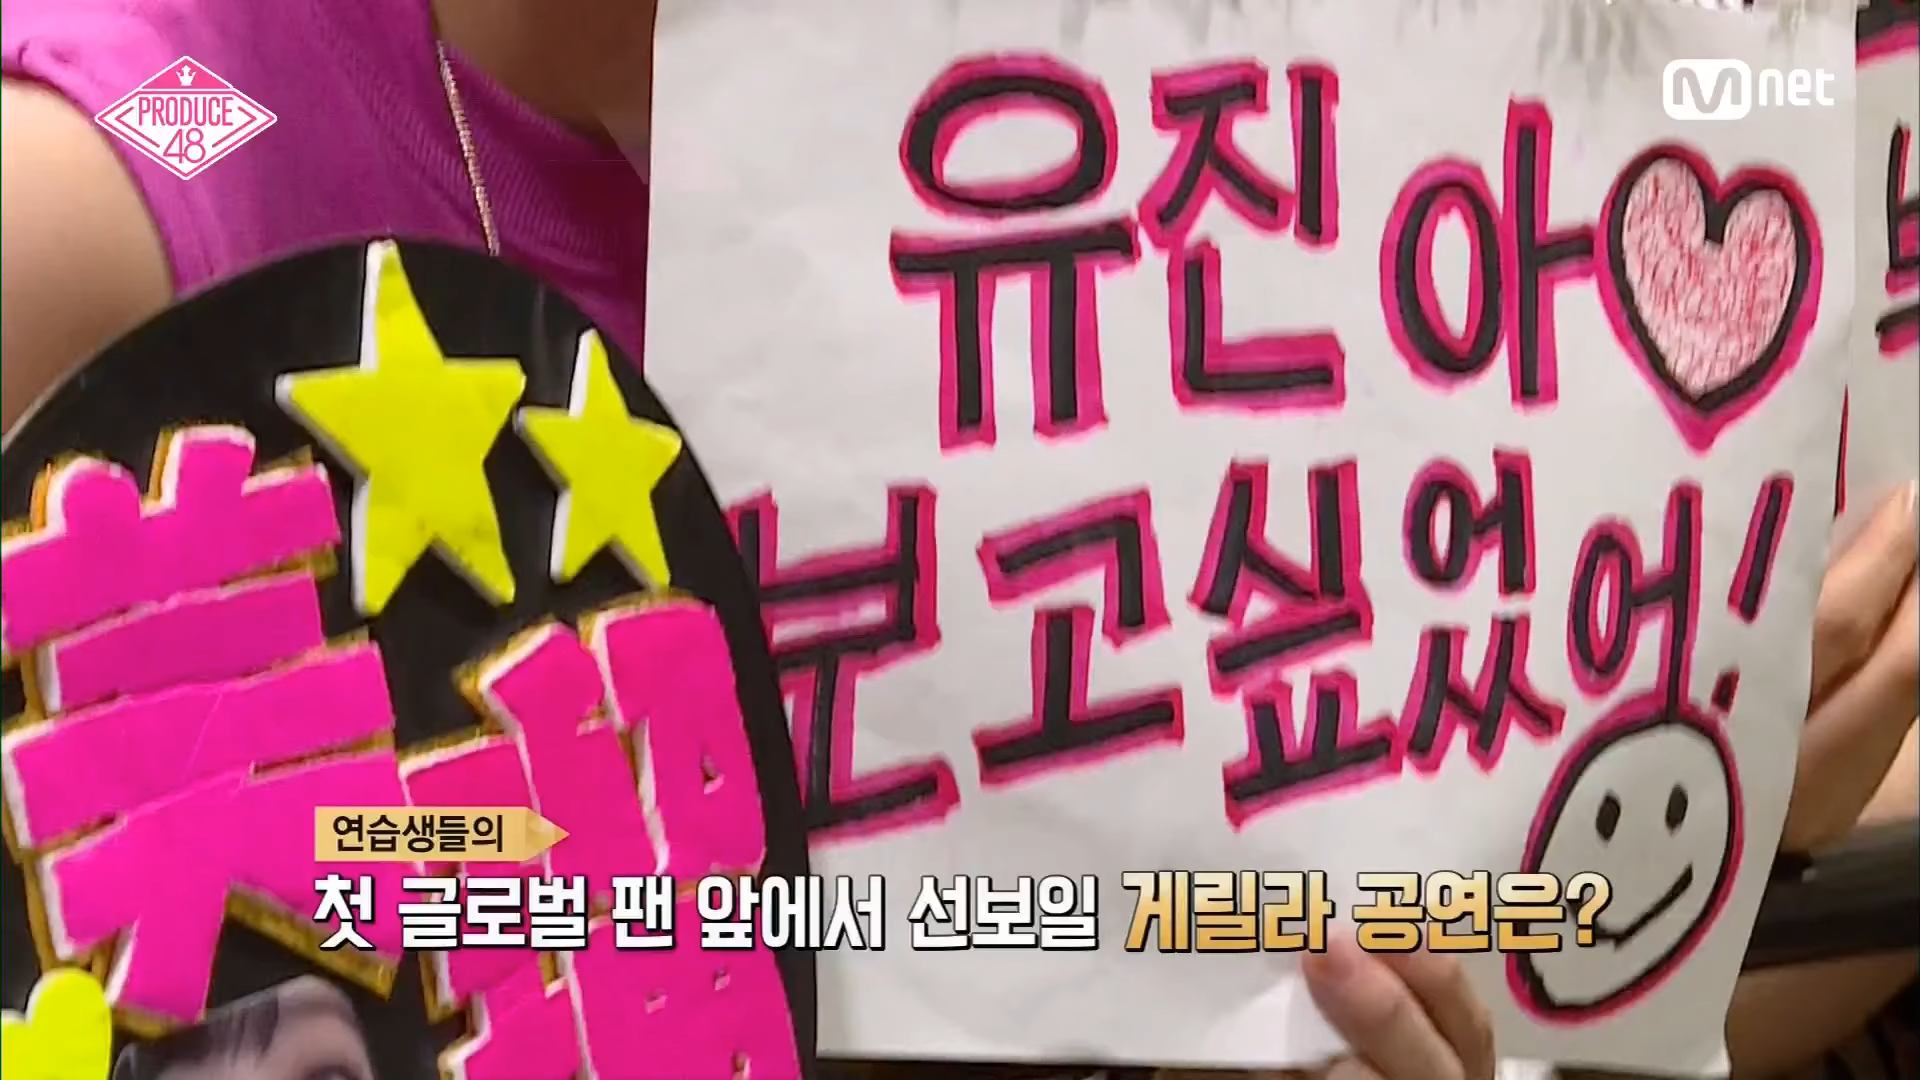 PRODUCE
48
Mnet
유진아
보고싶었어!
연습생들의
첫 글로벌 팬 앞에서 선보일 게릴라 공연은?